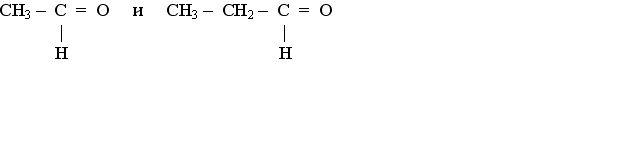 CH₃ – C = O и CH₃ – CH₂ – C = O
| |
H H